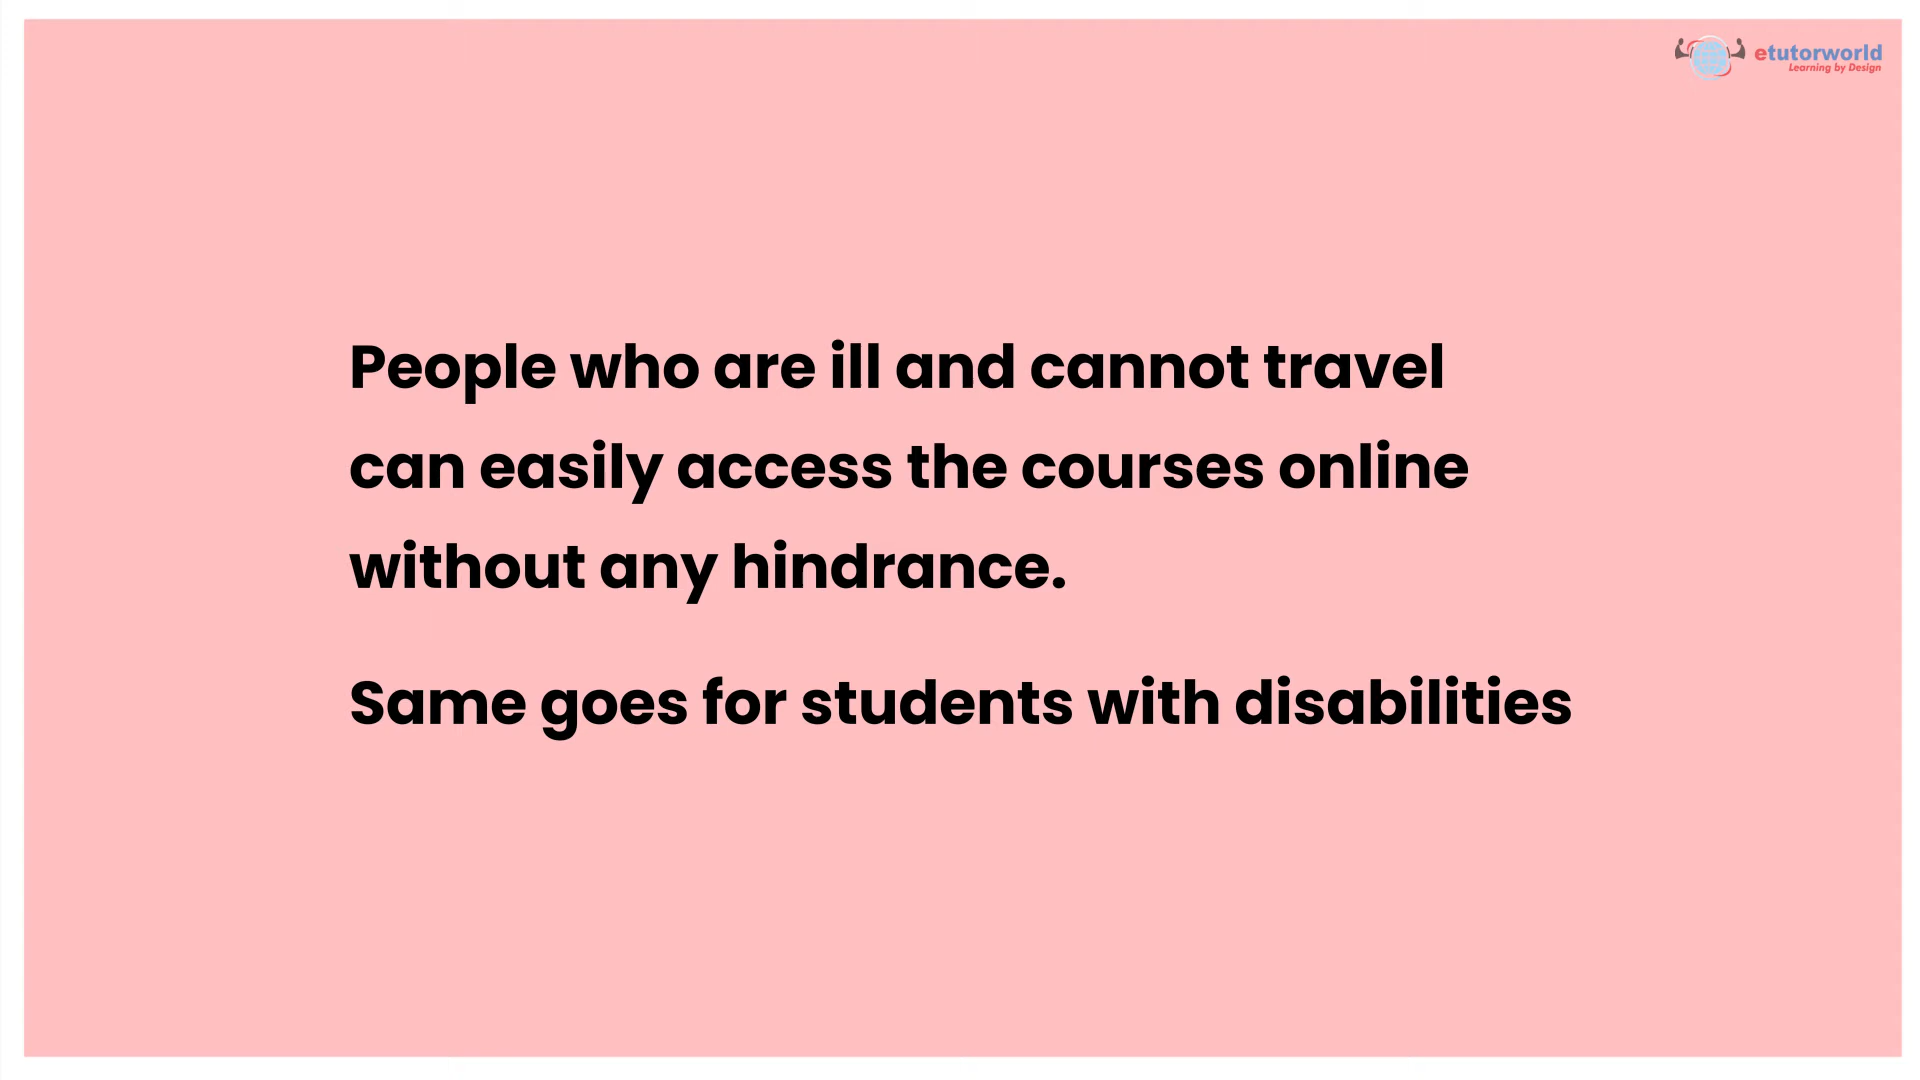 etutorworld
Learning by Design
People who are ill and cannot travel
can easily access the courses online
without any hindrance.
Same goes for students with disabilities